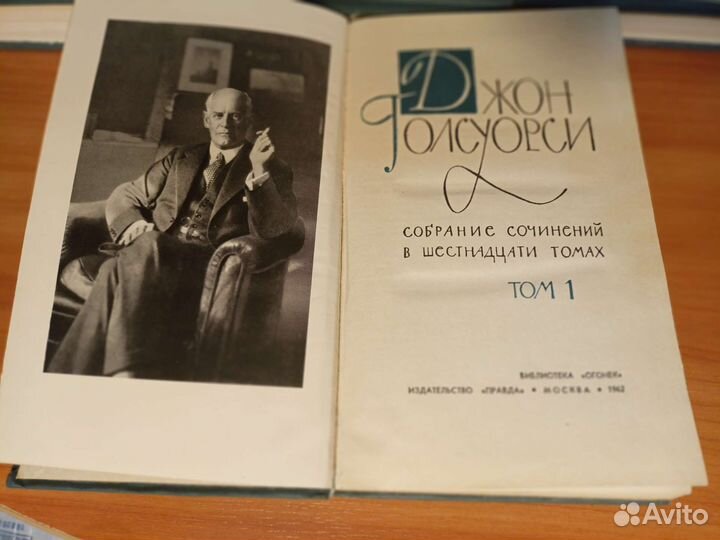 Джон
Голсуорси
СОБРАНИЕ СОЧИНЕНИЙ
В ШЕСТНАДЦАТИ ТОМАХ
ТОМ 1
БИБЛИОТЕКА «ОГОНЕК»
ИЗДАТЕЛЬСТВО «ПРАВДА» • МОСКВА • 1962
Avito